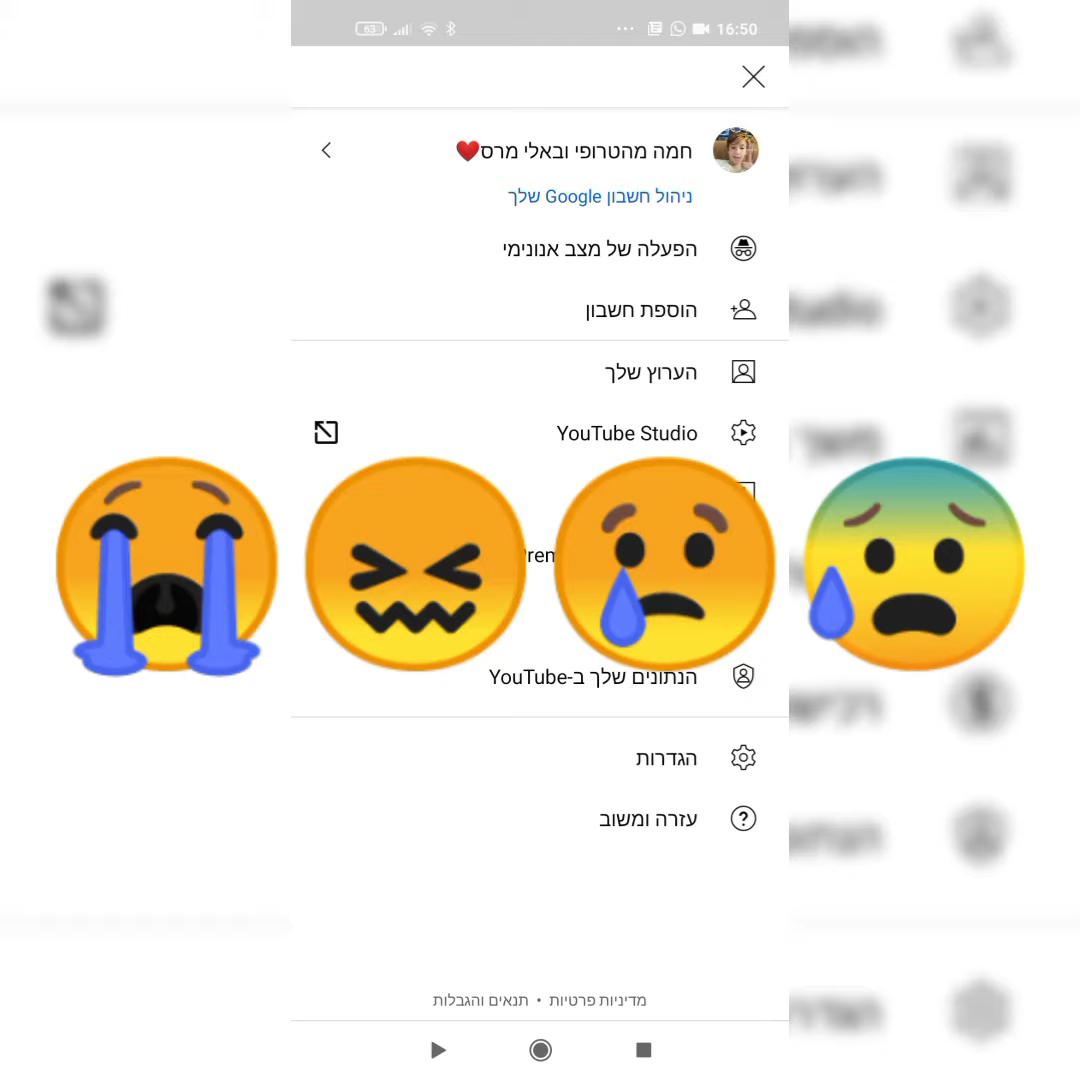 63 16:50
חמה מהטרופי ובאלי מרס❤️
ניהול חשבון Google שלך
הפעלה של מצב אנונימי
הוספת חשבון
הערוץ שלך
YouTube Studio
הנתונים שלך ב-YouTube
הגדרות
עזרה ומשוב
מדיניות פרטיות • תנאים והגבלות